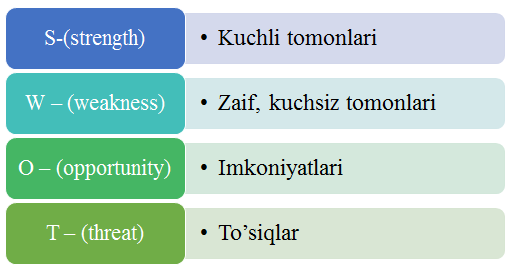 S-(strength)
• Kuchli tomonlari
W – (weakness)
• Zaif, kuchsiz tomonlari
O – (opportunity)
• Imkoniyatlari
T – (threat)
• To’siqlar